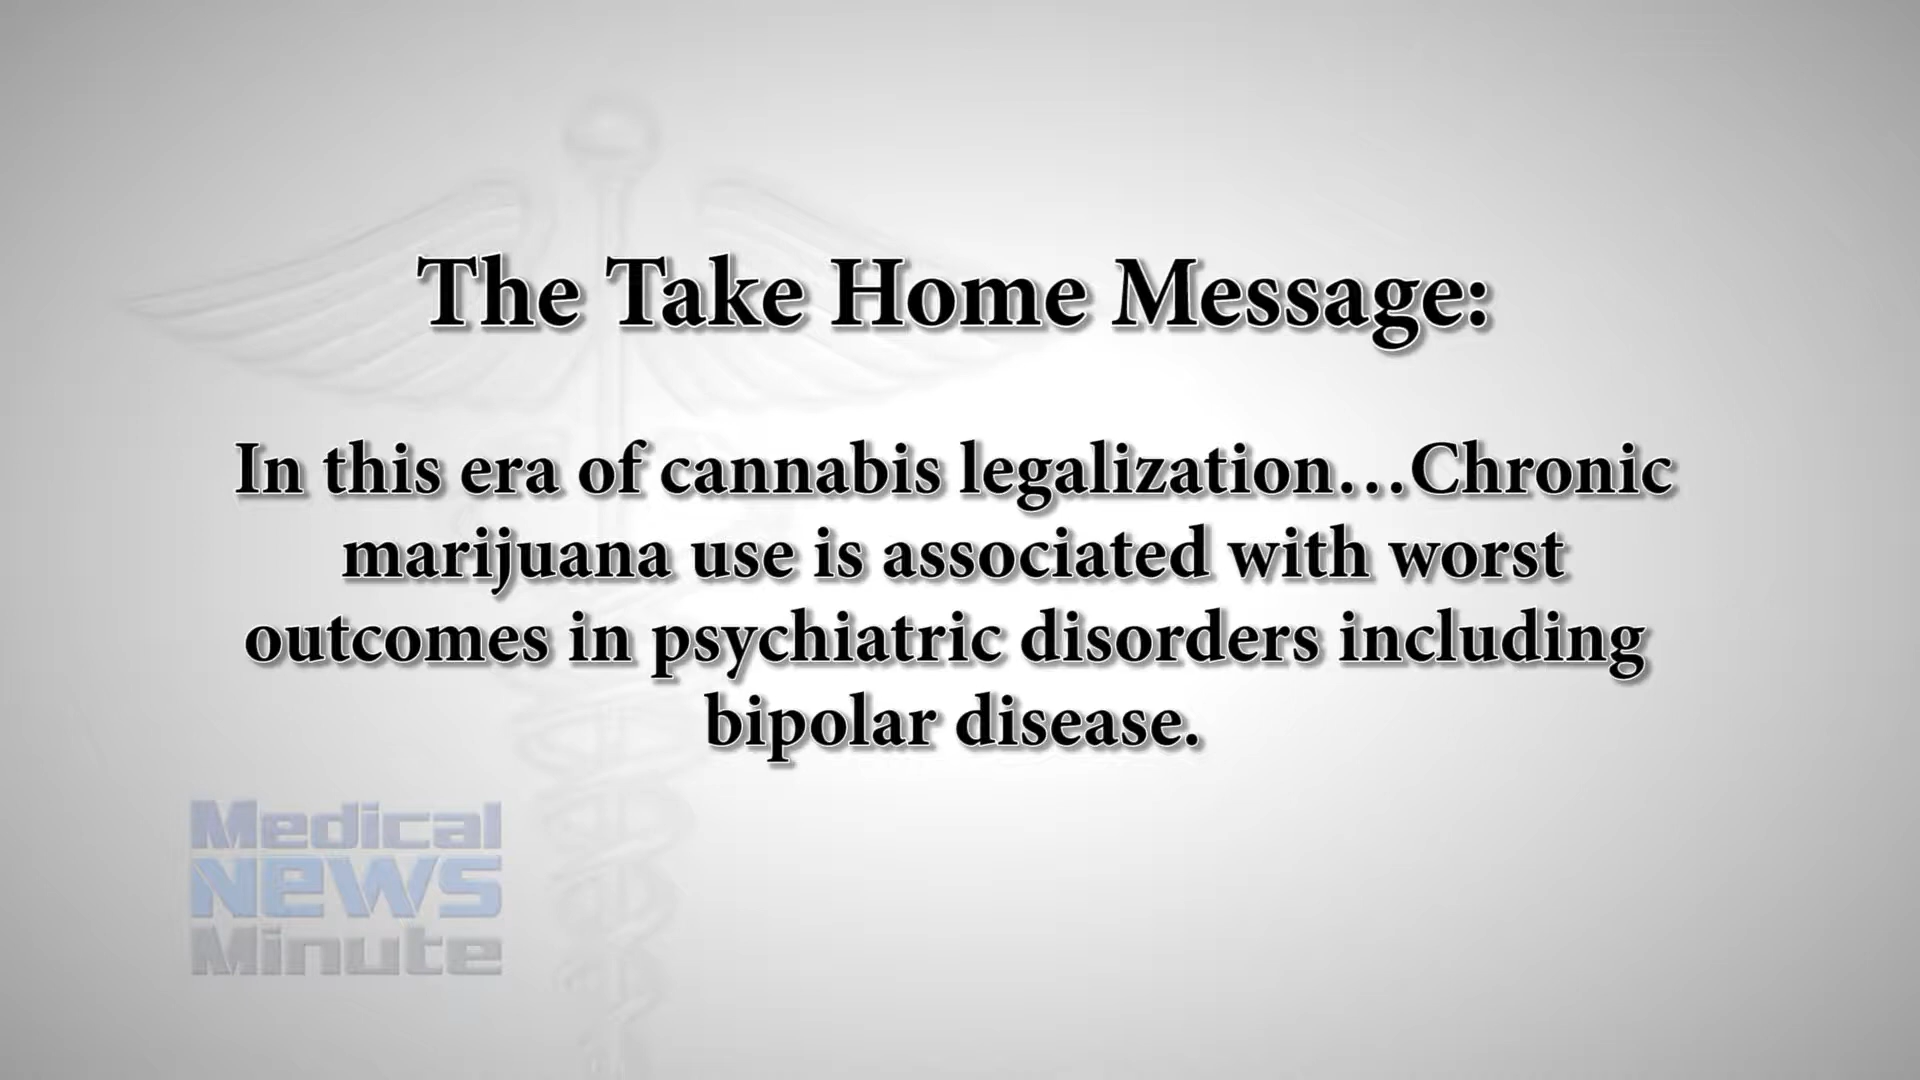 The Take Home Message:
In this era of cannabis legalization...Chronic
marijuana use is associated with worst
outcomes in psychiatric disorders including
bipolar disease.
Medical
NEWS
Minute